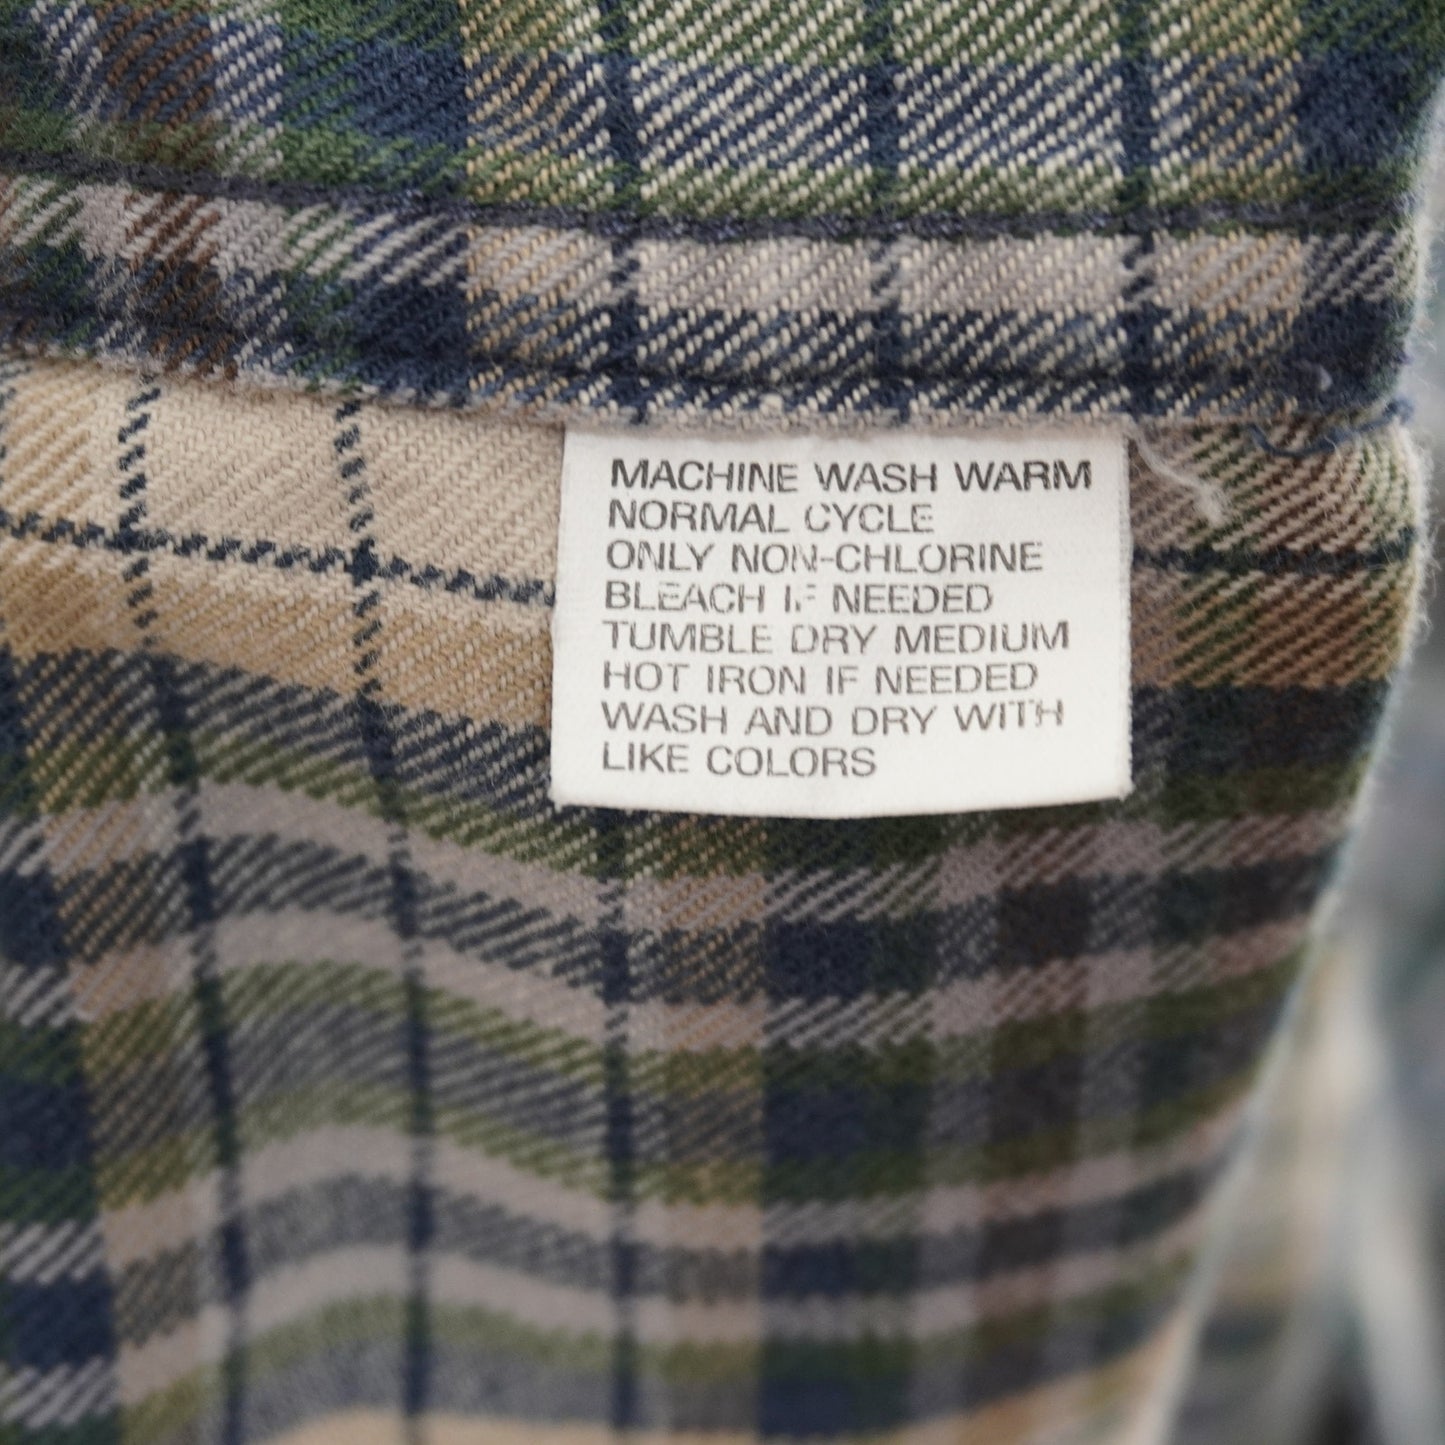 MACHINE WASH WARM
NORMAL CYCLE
ONLY NON-CHLORINE
BLEACH IF NEEDED
TUMBLE DRY MEDIUM
HOT IRON IF NEEDED
WASH AND DRY WITH
LIKE COLORS